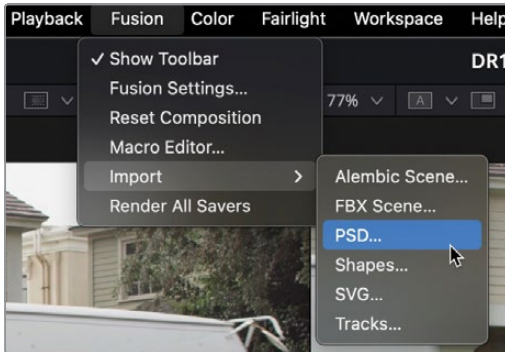 Playback Fusion Color Fairlight Workspace Help
DR1
77% A
✓ Show Toolbar
Fusion Settings...
Reset Composition
Macro Editor...
Import >
Render All Savers
Alembic Scene...
FBX Scene...
PSD...
Shapes...
SVG...
Tracks...